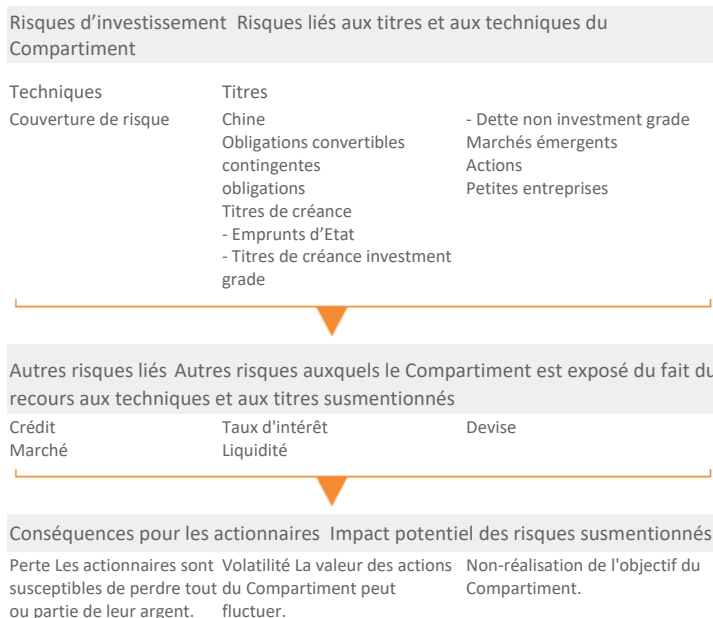 Risques d’investissement Risques liés aux titres et aux techniques du
Compartiment
Techniques
Couverture de risque
Titres
Chine
Obligations convertibles
contingentes
obligations
Titres de créance
- Emprunts d’Etat
- Titres de créance investment
grade
- Dette non investment grade
Marchés émergents
Actions
Petites entreprises
Autres risques liés Autres risques auxquels le Compartiment est exposé du fait du
recours aux techniques et aux titres susmentionnés
Crédit
Marché
Taux d'intérêt
Liquidité
Devise
Conséquences pour les actionnaires Impact potentiel des risques susmentionnés
Perte Les actionnaires sont
susceptibles de perdre tout
ou partie de leur argent.
Volatilité La valeur des actions
du Compartiment peut
fluctuer.
Non-réalisation de l'objectif du
Compartiment.